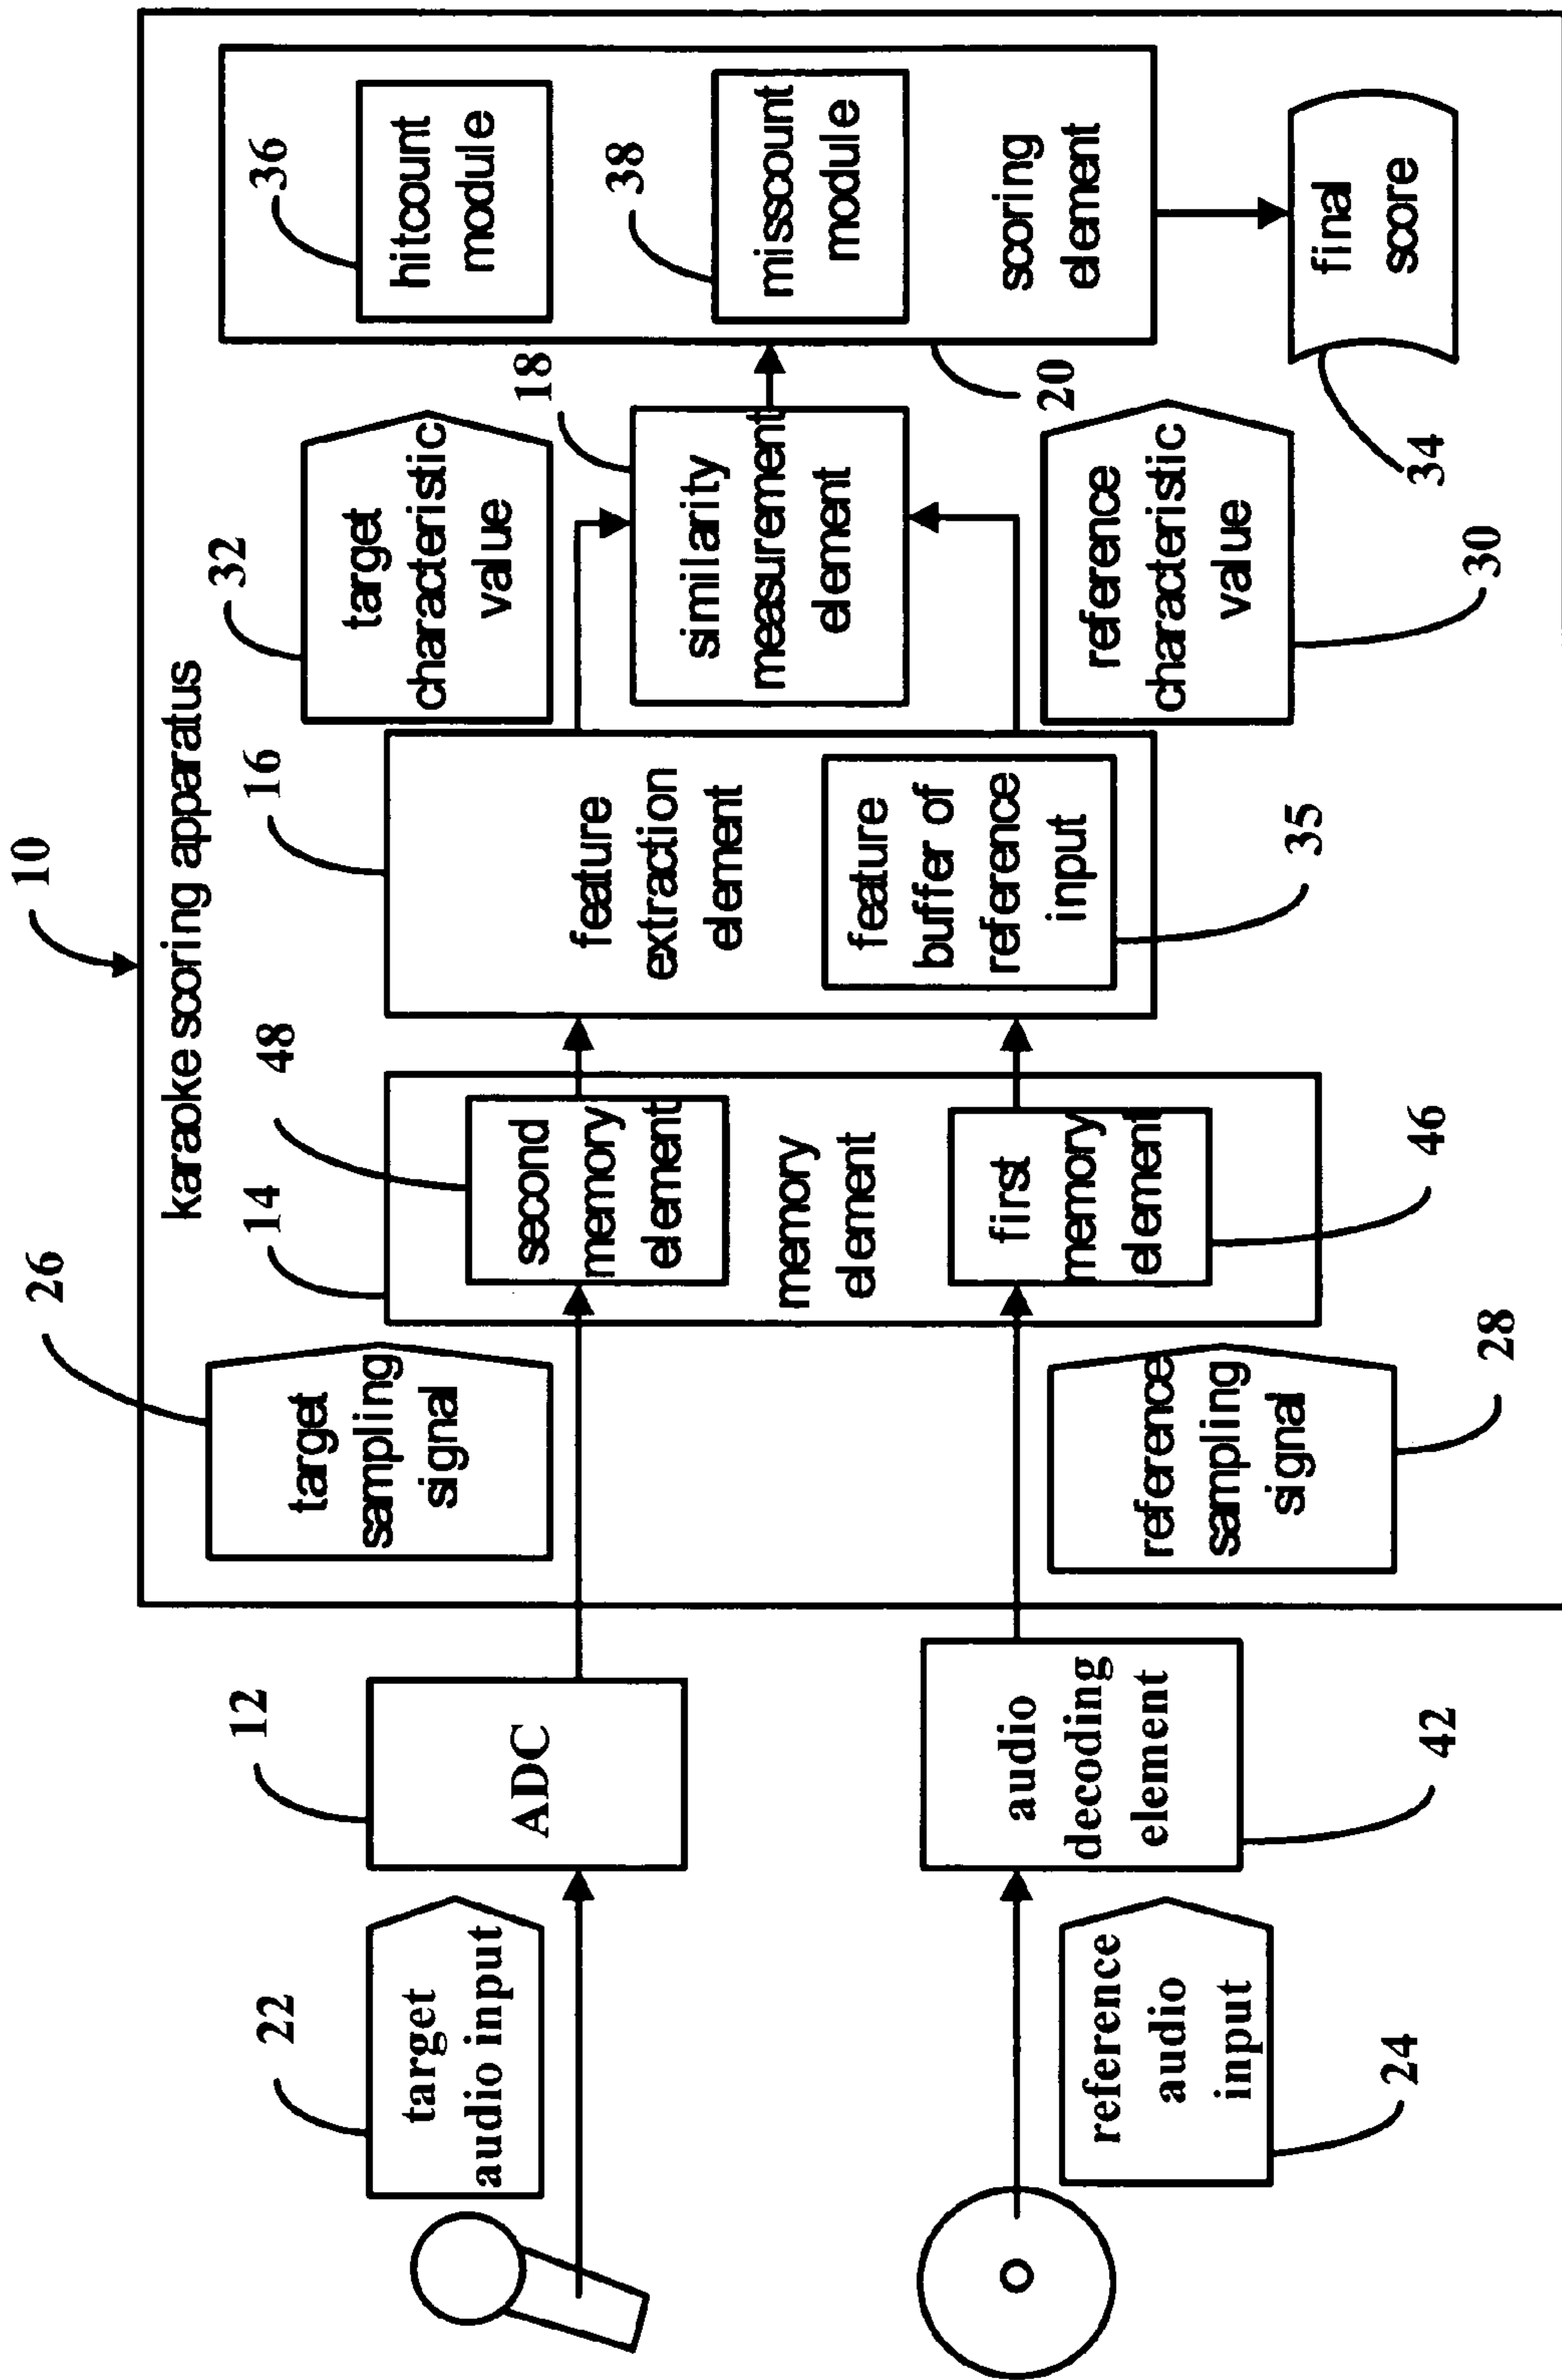 10
karaoke scoring apparatus
22
target
audio input
12
ADC
26
target
sampling
signal
14
48
second
memory
element
memory
element
first
memory
element
46
16
feature
extraction
element
feature
buffer of
reference
input
35
32
target
characteristic
value
18
similarity
measurement
element
36
hitcount
module
38
misscount
module
scoring
element
20
reference
audio
input
24
audio
decoding
element
42
reference
sampling
signal
28
reference
characteristic
value
30
final
score
34